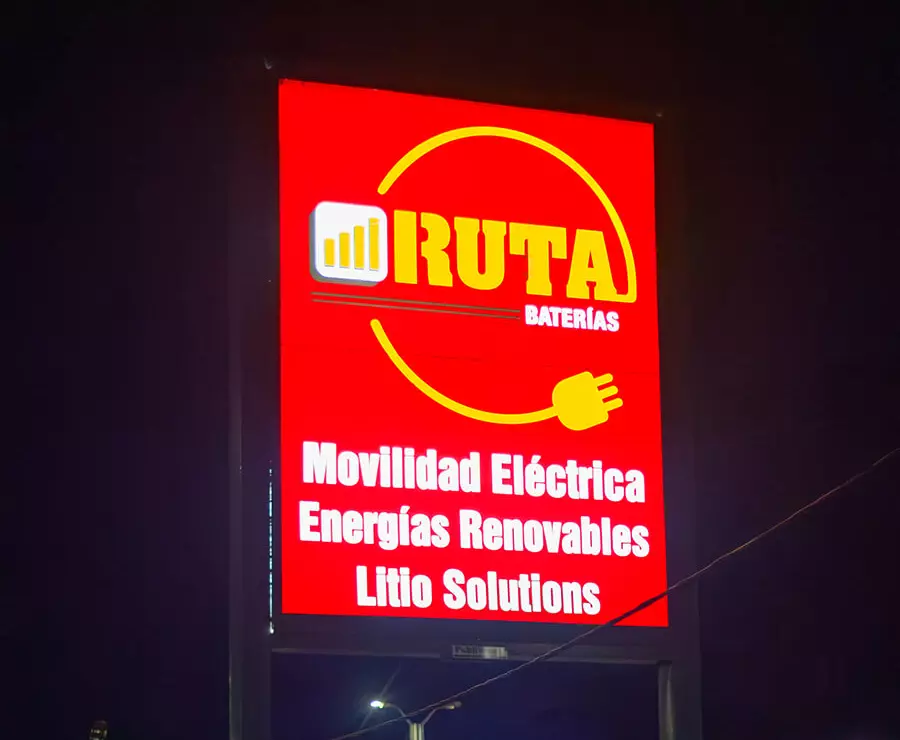 RUTA
BATERÍAS
Movilidad Eléctrica
Energías Renovables
Litio Solutions